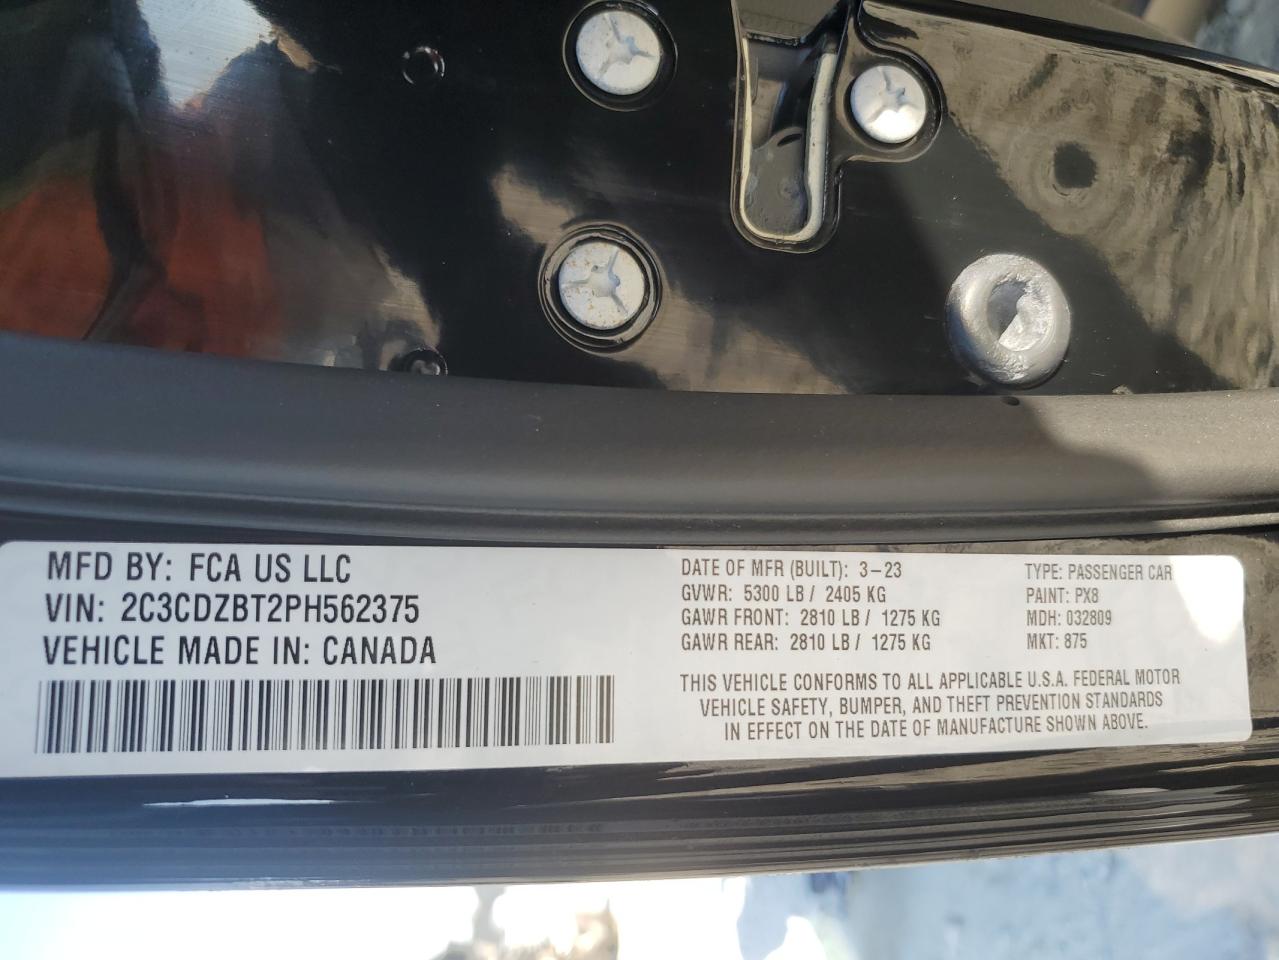 MFD BY: FCA US LLC
VIN: 2C3CDZBT2PH562375
VEHICLE MADE IN: CANADA
DATE OF MFR (BUILT): 3-23
GVWR: 5300 LB / 2405 KG
GAWR FRONT: 2810 LB / 1275 KG
GAWR REAR: 2810 LB / 1275 KG
TYPE: PASSENGER CAR
PAINT: PX8
MDH: 032809
MKT: 875
THIS VEHICLE CONFORMS TO ALL APPLICABLE U.S.A. FEDERAL MOTOR
VEHICLE SAFETY, BUMPER, AND THEFT PREVENTION STANDARDS
IN EFFECT ON THE DATE OF MANUFACTURE SHOWN ABOVE.